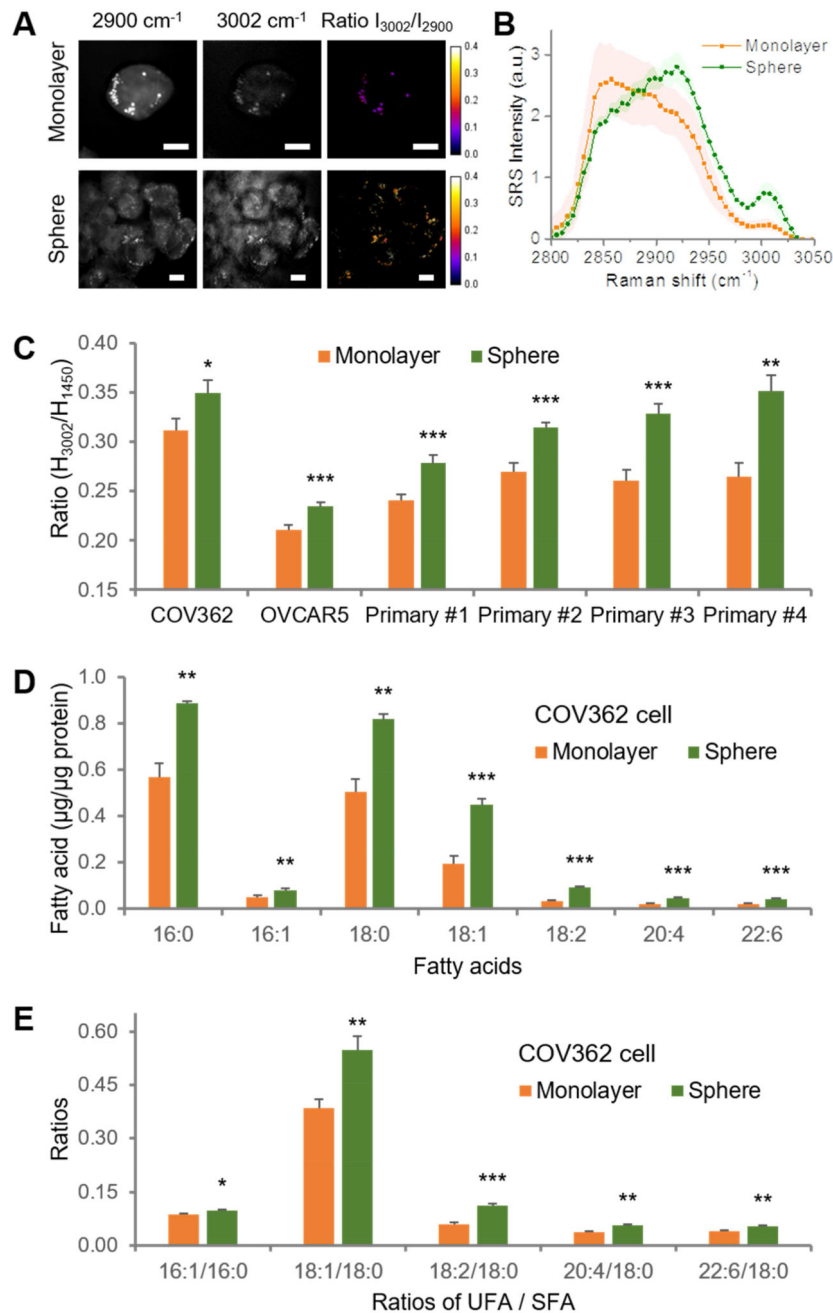 A
2900 cm⁻¹
3002 cm⁻¹
Ratio I₃₀₀₂/I₂₉₀₀
Monolayer
0.4
0.3
0.2
0.1
0.0
Sphere
0.4
0.3
0.2
0.1
0.0
B
SRS Intensity (a.u.)
3
2
1
0
Monolayer
Sphere
2800 2850 2900 2950 3000 3050
Raman shift (cm⁻¹)
C
Ratio (H₃₀₀₂/H₁₄₅₀)
0.40
0.35
0.30
0.25
0.20
0.15
Monolayer Sphere
* *** *** *** *** **
COV362 OVCAR5 Primary #1 Primary #2 Primary #3 Primary #4
D
Fatty acid (µg/µg protein)
1.0
0.8
0.6
0.4
0.2
0.0
COV362 cell
Monolayer Sphere
** ** ** *** *** *** ***
16:0 16:1 18:0 18:1 18:2 20:4 22:6
Fatty acids
E
Ratios
0.60
0.45
0.30
0.15
0.00
COV362 cell
Monolayer Sphere
* ** *** ** **
16:1/16:0 18:1/18:0 18:2/18:0 20:4/18:0 22:6/18:0
Ratios of UFA / SFA